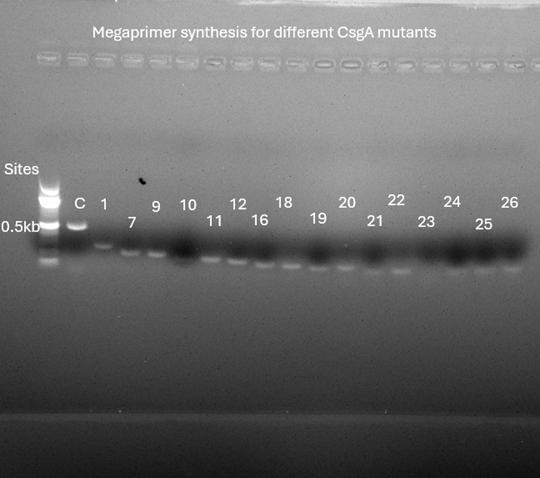 Megaprimer synthesis for different CsgA mutants
Sites
C 1 7 9 10 11 12 16 18 19 20 21 22 23 24 25 26
0.5kb